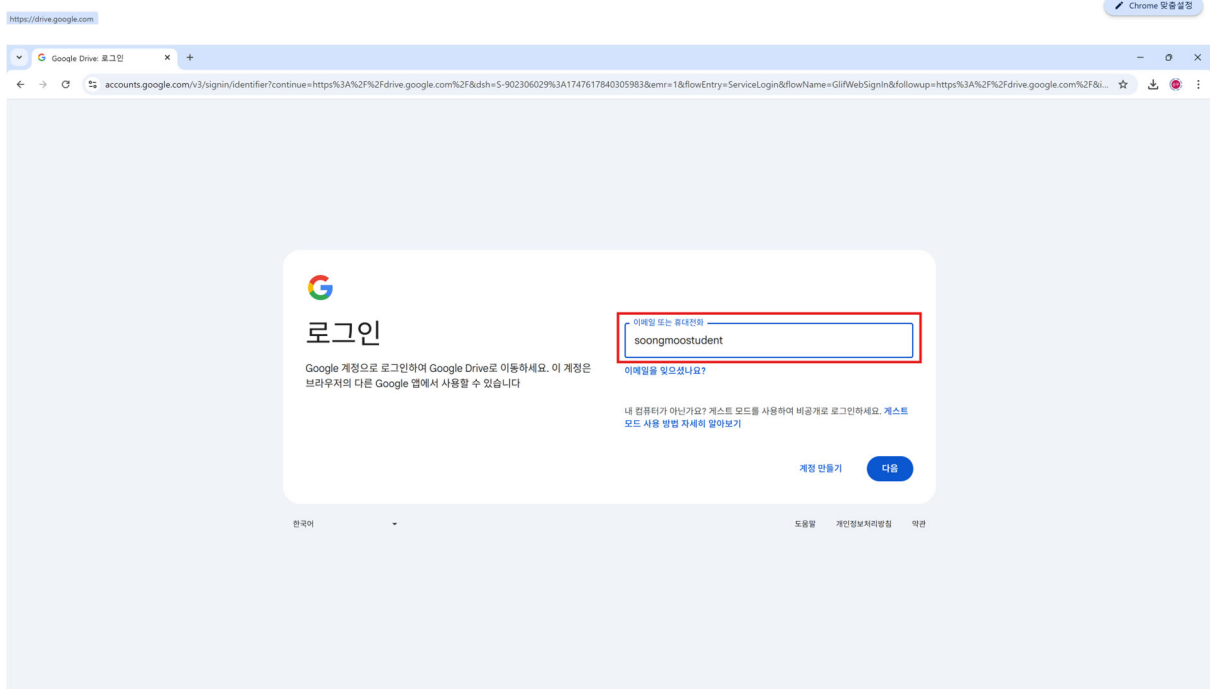 Chrome 맞춤설정
https://drive.google.com
Google Drive: 로그인
accounts.google.com/v3/signin/identifier?continue=https%3A%2F%2Fdrive.google.com%2F&dsh=S-902306029%3A1747617840305983&emr=1&flowEntry=ServiceLogin&flowName=GlifWebSignIn&followup=https%3A%2F%2Fdrive.google.com%2F&i...
로그인
Google 계정으로 로그인하여 Google Drive로 이동하세요. 이 계정은
브라우저의 다른 Google 앱에서 사용할 수 있습니다
이메일 또는 휴대전화
soongmoostudent
이메일을 잊으셨나요?
내 컴퓨터가 아닌가요? 게스트 모드를 사용하여 비공개로 로그인하세요. 게스트
모드 사용 방법 자세히 알아보기
계정 만들기 다음
한국어 도움말 개인정보처리방침 약관